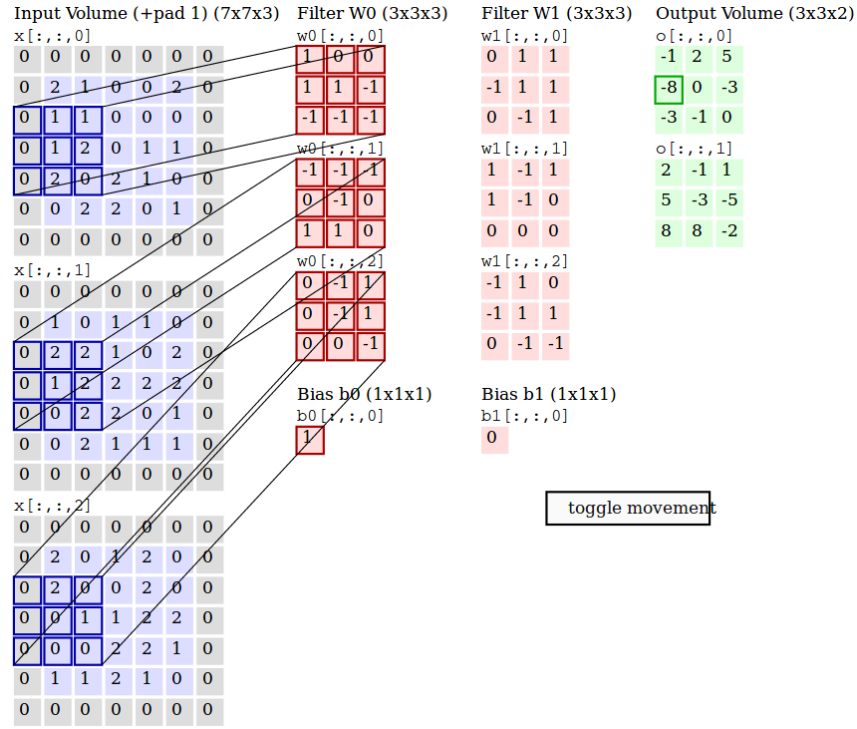 Input Volume (+pad 1) (7x7x3)
x[:,:,0]
0 0 0 0 0 0 0
0 2 1 0 0 2 0
0 1 1 0 0 0 0
0 1 2 0 1 1 0
0 2 0 2 1 0 0
0 0 2 2 0 1 0
0 0 0 0 0 0 0
x[:,:,1]
0 0 0 0 0 0 0
0 1 0 1 1 0 0
0 2 2 1 0 2 0
0 1 2 2 2 2 0
0 0 2 2 0 1 0
0 0 2 1 1 1 0
0 0 0 0 0 0 0
x[:,:,2]
0 0 0 0 0 0 0
0 2 0 1 2 0 0
0 2 0 0 2 0 0
0 0 1 1 2 2 0
0 0 0 2 2 1 0
0 1 1 2 1 0 0
0 0 0 0 0 0 0
Filter W0 (3x3x3)
w0[:,:,0]
1 0 0
1 1 -1
-1 -1 -1
w0[:,:,1]
-1 -1 -1
0 -1 0
1 1 0
w0[:,:,2]
0 -1 1
0 -1 1
0 0 -1
Bias b0 (1x1x1)
b0[:,:,0]
1
Filter W1 (3x3x3)
w1[:,:,0]
0 1 1
-1 1 1
0 -1 1
w1[:,:,1]
1 -1 1
1 -1 0
0 0 0
w1[:,:,2]
-1 1 0
-1 1 1
0 -1 -1
Bias b1 (1x1x1)
b1[:,:,0]
0
Output Volume (3x3x2)
o[:,:,0]
-1 2 5
-8 0 -3
-3 -1 0
o[:,:,1]
2 -1 1
5 -3 -5
8 8 -2
toggle movement